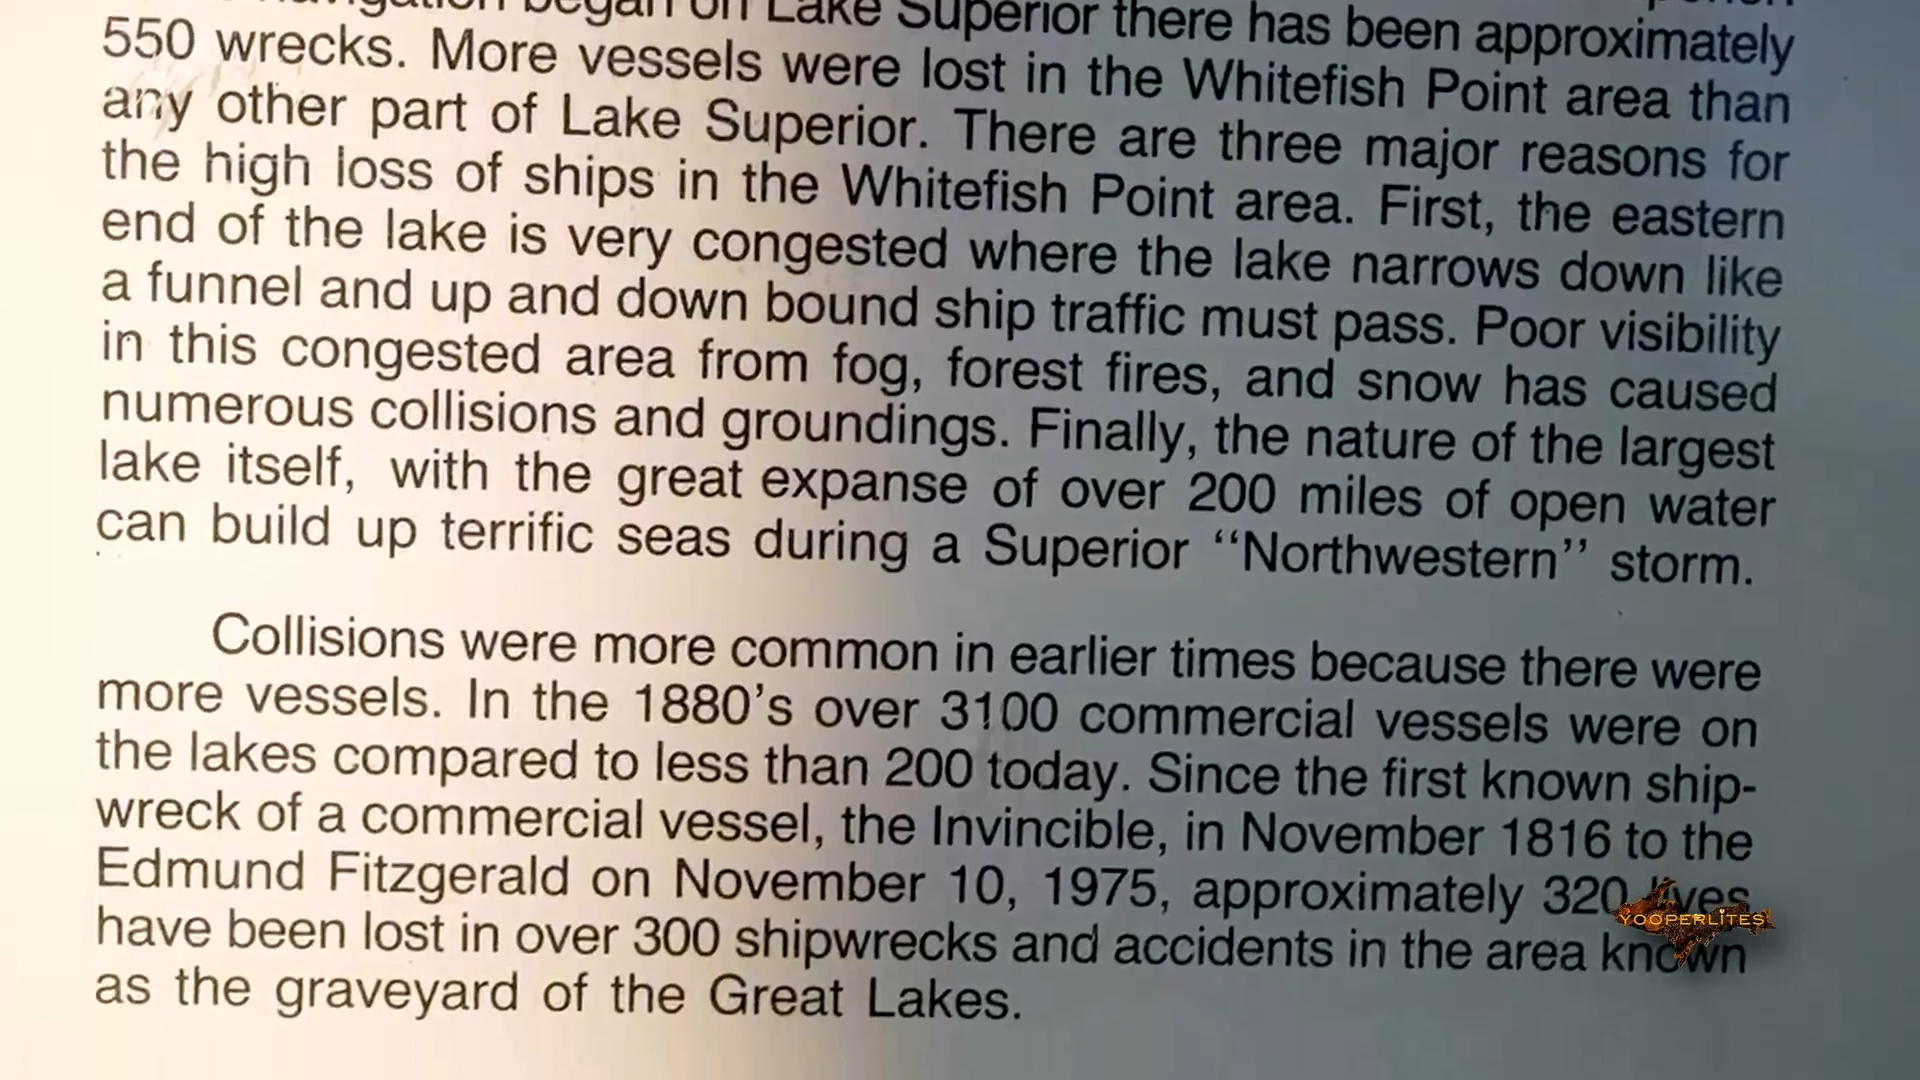 began on Lake Superior there has been approximately
550 wrecks. More vessels were lost in the Whitefish Point area than
any other part of Lake Superior. There are three major reasons for
the high loss of ships in the Whitefish Point area. First, the eastern
end of the lake is very congested where the lake narrows down like
a funnel and up and down bound ship traffic must pass. Poor visibility
in this congested area from fog, forest fires, and snow has caused
numerous collisions and groundings. Finally, the nature of the largest
lake itself, with the great expanse of over 200 miles of open water
can build up terrific seas during a Superior ‘‘Northwestern’’ storm.
Collisions were more common in earlier times because there were
more vessels. In the 1880’s over 3100 commercial vessels were on
the lakes compared to less than 200 today. Since the first known ship-
wreck of a commercial vessel, the Invincible, in November 1816 to the
Edmund Fitzgerald on November 10, 1975, approximately 320 lives
have been lost in over 300 shipwrecks and accidents in the area known
as the graveyard of the Great Lakes.
YOOPERLITES